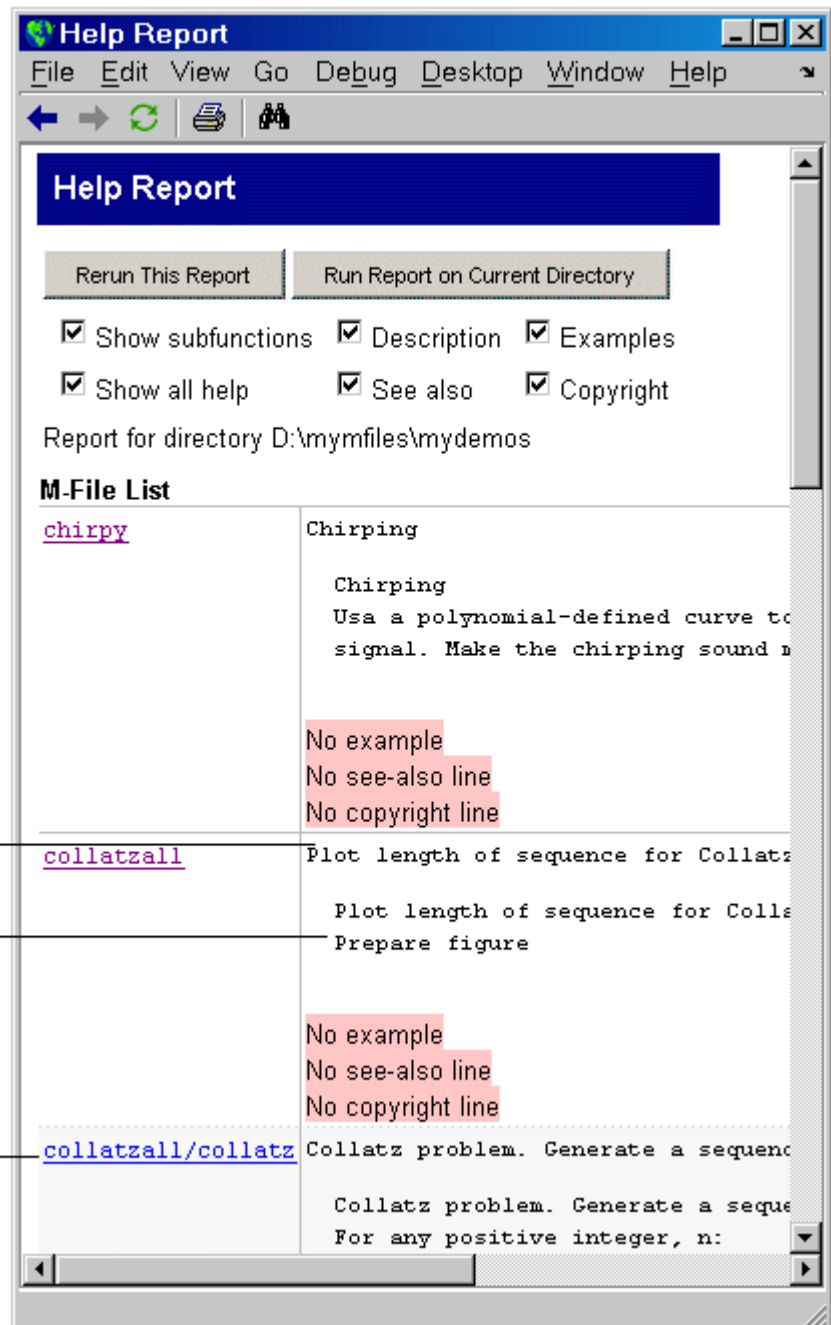 Help Report
File Edit View Go Debug Desktop Window Help
Help Report
Rerun This Report Run Report on Current Directory
Show subfunctions Description Examples
Show all help See also Copyright
Report for directory D:\mymfiles\mydemos
M-File List
chirpy Chirping
Chirping
Usa a polynomial-defined curve to
signal. Make the chirping sound
No example
No see-also line
No copyright line
collatzall Plot length of sequence for Collatz
Plot length of sequence for Colla
Prepare figure
No example
No see-also line
No copyright line
collatzall/collatz Collatz problem. Generate a sequenc
Collatz problem. Generate a seque
For any positive integer, n: